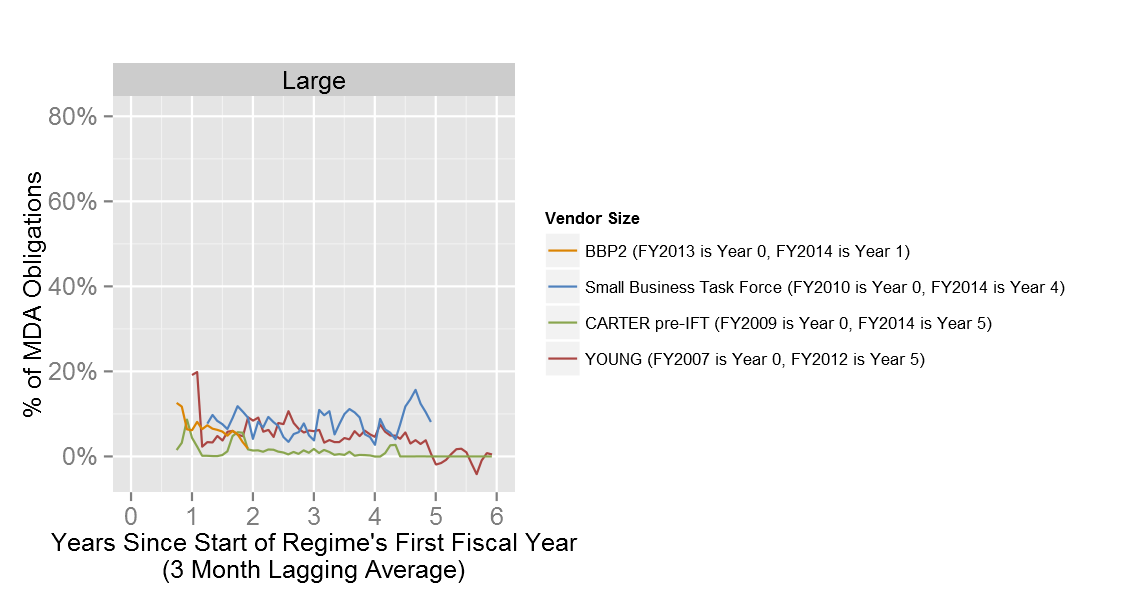 Large
80%
60%
40%
20%
0%
% of MDA Obligations
0 1 2 3 4 5 6
Years Since Start of Regime's First Fiscal Year
(3 Month Lagging Average)
Vendor Size
BBP2 (FY2013 is Year 0, FY2014 is Year 1)
Small Business Task Force (FY2010 is Year 0, FY2014 is Year 4)
CARTER pre-IFT (FY2009 is Year 0, FY2014 is Year 5)
YOUNG (FY2007 is Year 0, FY2012 is Year 5)